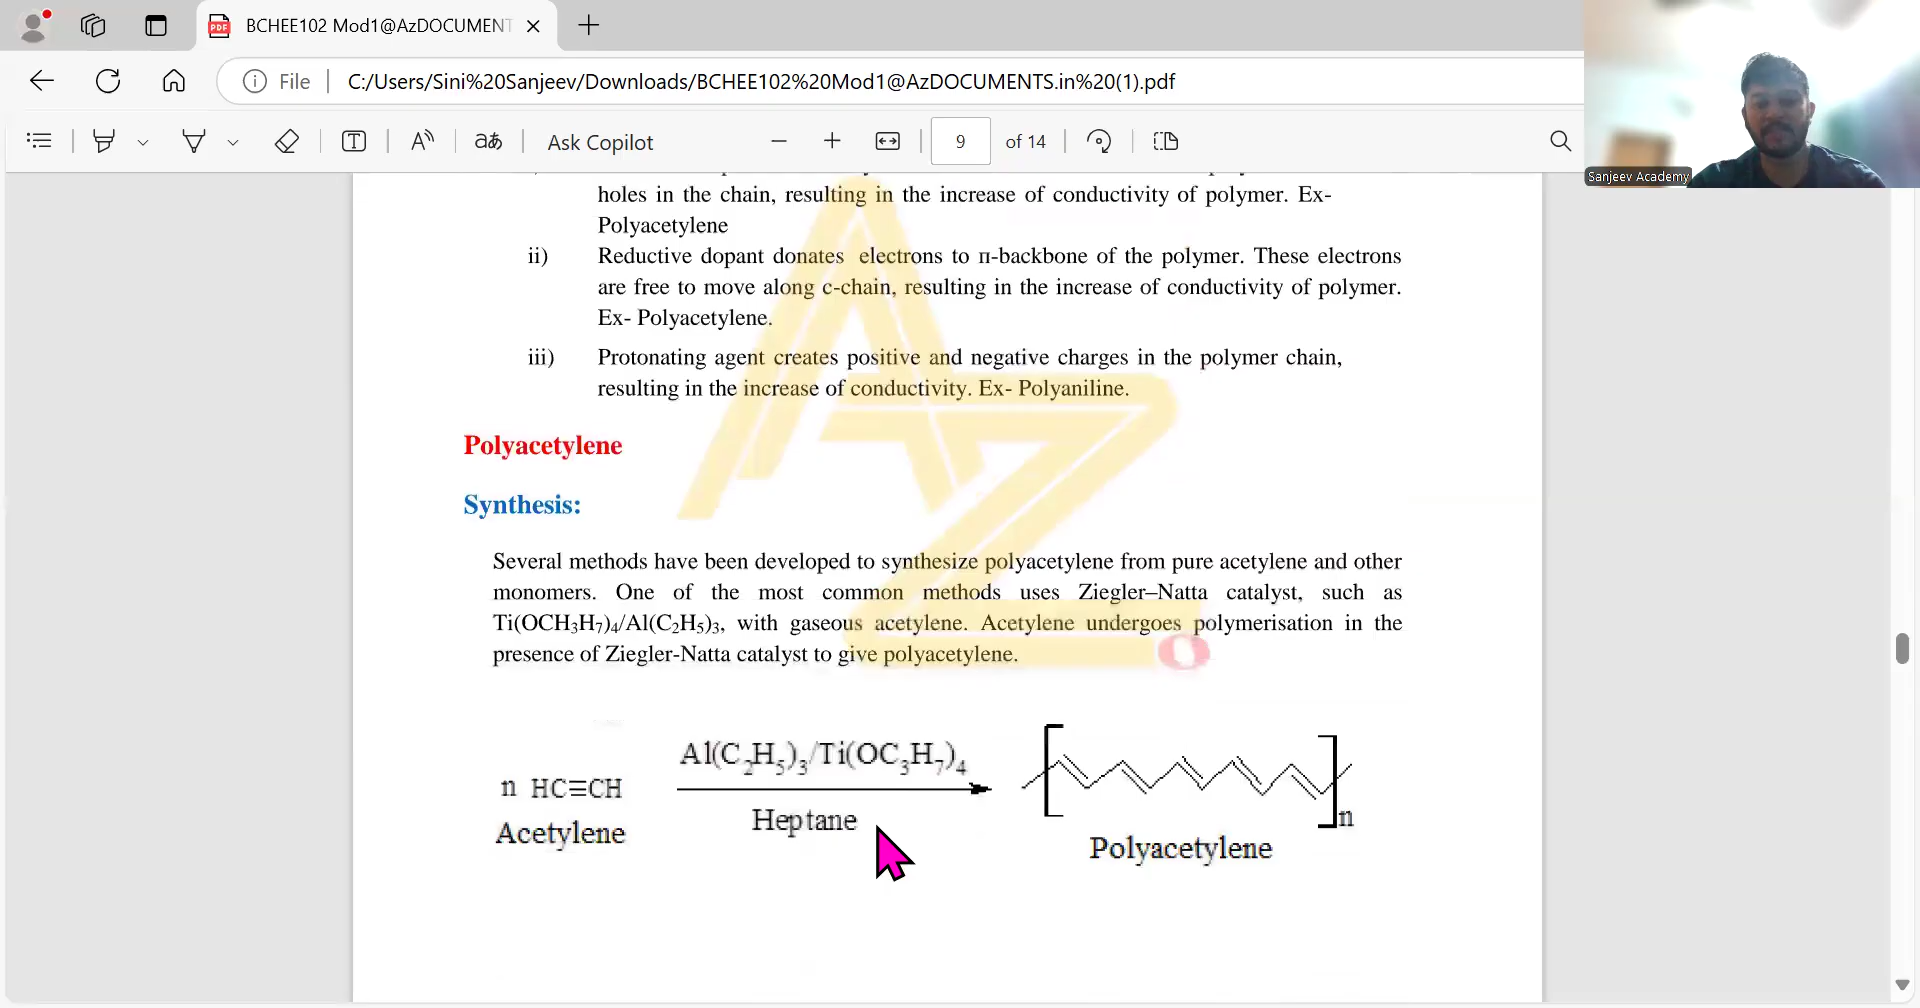 BCHEE102 Mod1@AzDOCUMENT
File
C:/Users/Sini%20Sanjeev/Downloads/BCHEE102%20Mod1@AzDOCUMENTS.in%20(1).pdf
Ask Copilot
9 of 14
Sanjeev Academy
holes in the chain, resulting in the increase of conductivity of polymer. Ex-
Polyacetylene
ii) Reductive dopant donates electrons to п-backbone of the polymer. These electrons
are free to move along c-chain, resulting in the increase of conductivity of polymer.
Ex- Polyacetylene.
iii) Protonating agent creates positive and negative charges in the polymer chain,
resulting in the increase of conductivity. Ex- Polyaniline.
Polyacetylene
Synthesis:
Several methods have been developed to synthesize polyacetylene from pure acetylene and other
monomers. One of the most common methods uses Ziegler–Natta catalyst, such as
Ti(OCH₃H₇)₄/Al(C₂H₅)₃, with gaseous acetylene. Acetylene undergoes polymerisation in the
presence of Ziegler-Natta catalyst to give polyacetylene.
Al(C₂H₅)₃/Ti(OC₃H₇)₄
n HC≡CH
Heptane
n
Acetylene
Polyacetylene